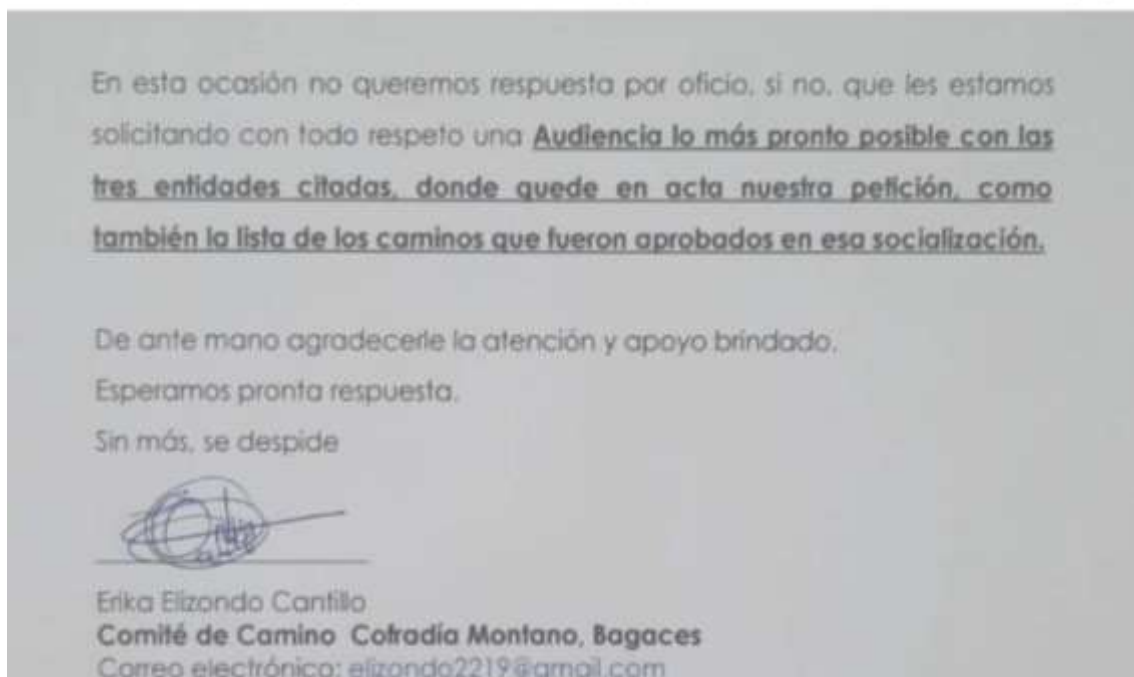 En esta ocasión no queremos respuesta por oficio, si no, que les estamos
solicitando con todo respeto una Audiencia lo más pronto posible con las
tres entidades citadas, donde quede en acta nuestra petición, como
también la lista de los caminos que fueron aprobados en esa socialización.
De ante mano agradecerle la atención y apoyo brindado.
Esperamos pronta respuesta.
Sin más, se despide
Erika Elizondo Cantillo
Comité de Camino Cofradía Montano, Bagaces
Correo electrónico: elizondo2219@gmail.com